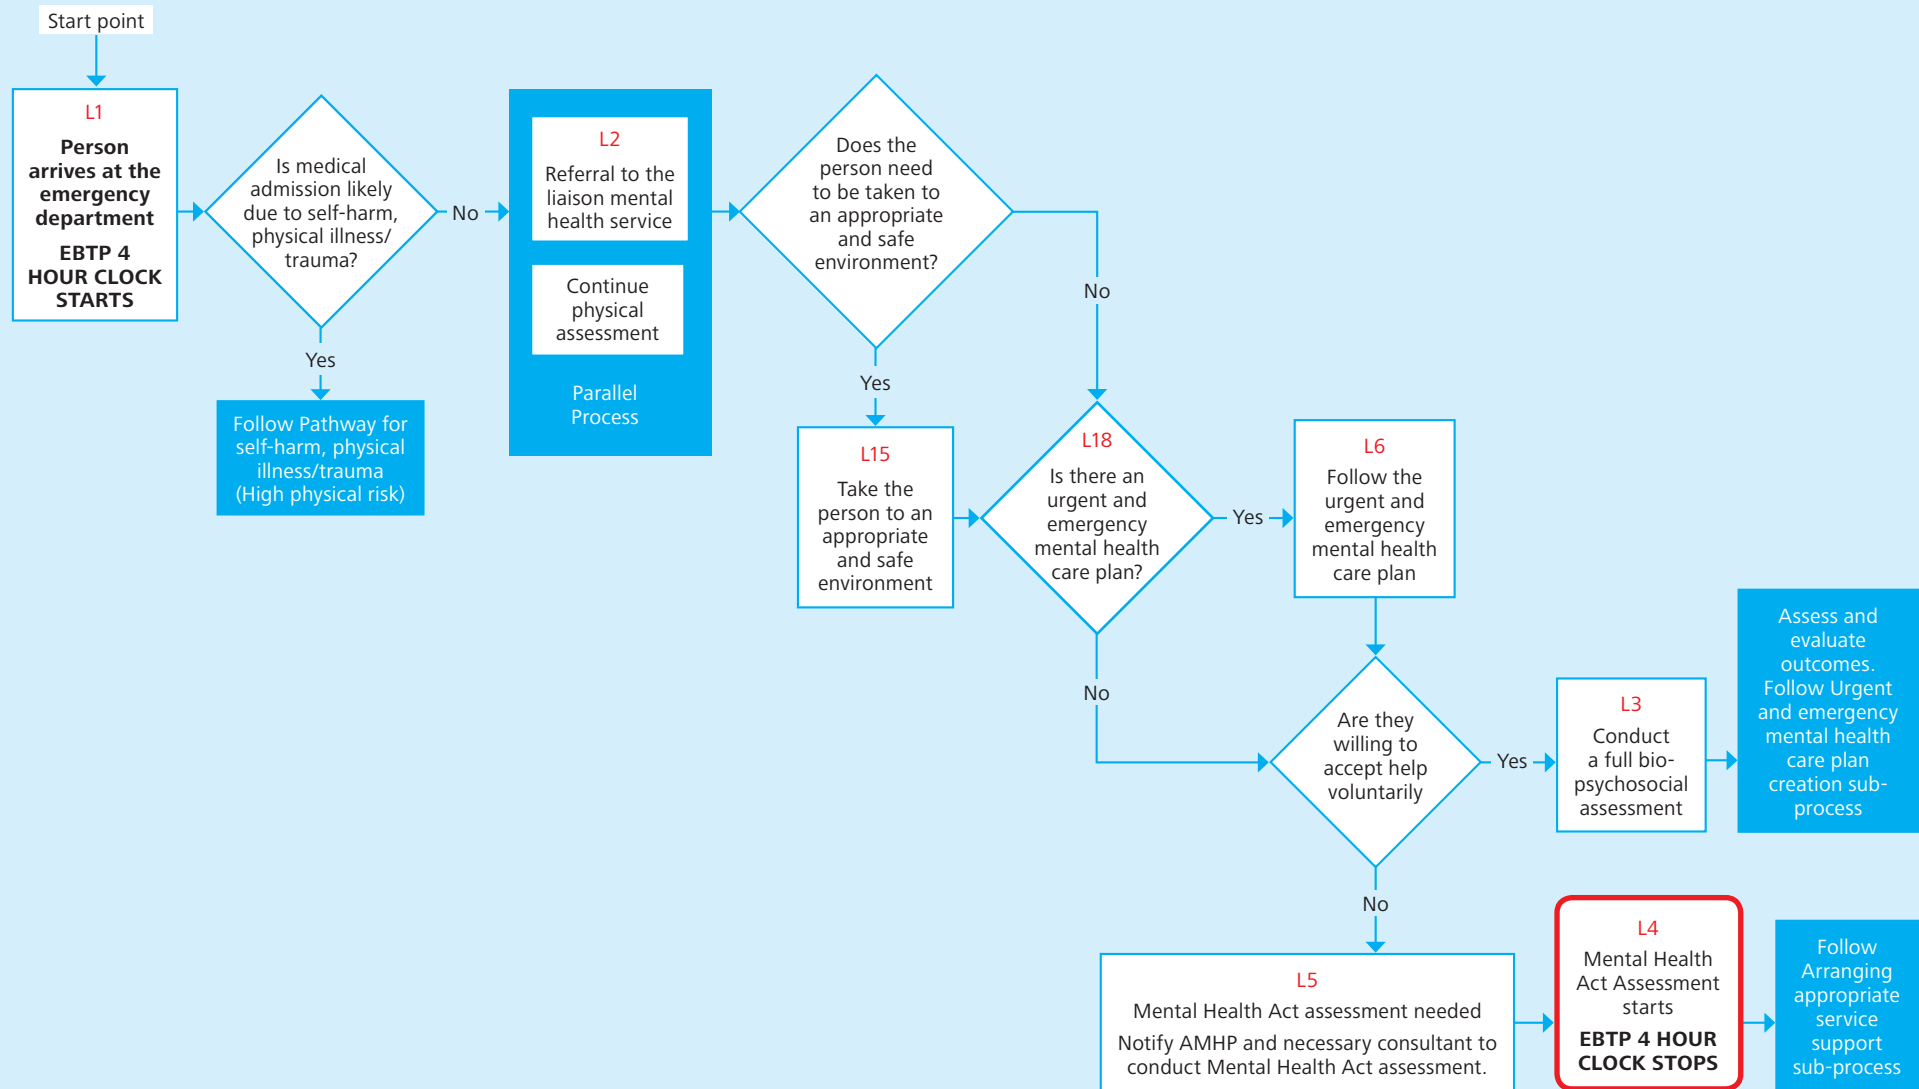 Start point
L1
Person
arrives at the
emergency
department
EBTP 4
HOUR CLOCK
STARTS
Is medical
admission likely
due to self-harm,
physical illness/
trauma?
No
Yes
Follow Pathway for
self-harm, physical
illness/trauma
(High physical risk)
L2
Referral to the
liaison mental
health service
Continue
physical
assessment
Parallel
Process
Does the
person need
to be taken to
an appropriate
and safe
environment?
No
Yes
L15
Take the
person to an
appropriate
and safe
environment
L18
Is there an
urgent and
emergency
mental health
care plan?
Yes
No
L6
Follow the
urgent and
emergency
mental health
care plan
Are they
willing to
accept help
voluntarily
Yes
No
L3
Conduct
a full bio-
psychosocial
assessment
Assess and
evaluate
outcomes.
Follow Urgent
and emergency
mental health
care plan
creation sub-
process
L5
Mental Health Act assessment needed
Notify AMHP and necessary consultant to
conduct Mental Health Act assessment.
L4
Mental Health
Act Assessment
starts
EBTP 4 HOUR
CLOCK STOPS
Follow
Arranging
appropriate
service
support
sub-process